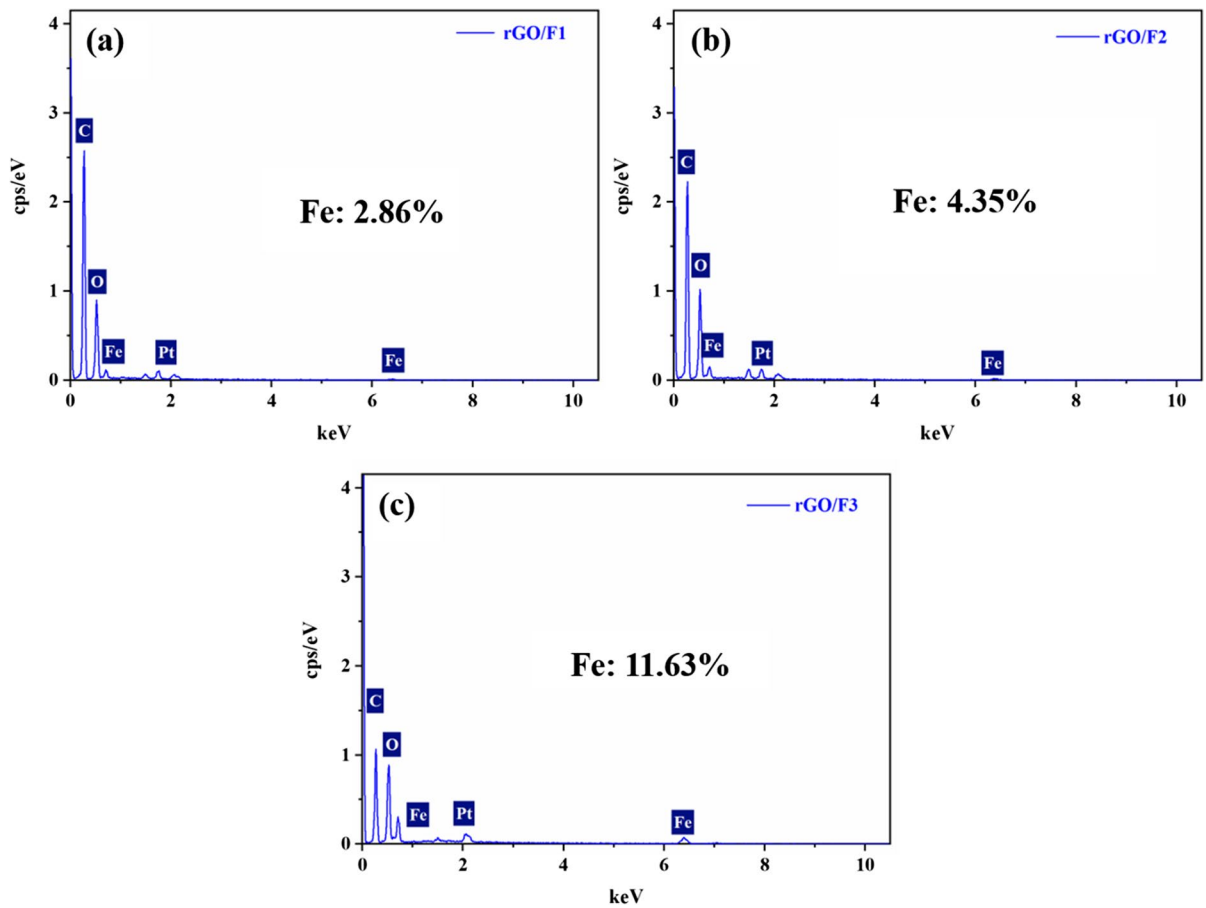 (a)
rGO/F1
4
3
2
1
0
cps/eV
C
O
Fe
Pt
Fe
Fe: 2.86%
0 2 4 6 8 10
keV
(b)
rGO/F2
4
3
2
1
0
cps/eV
C
O
Fe
Pt
Fe
Fe: 4.35%
0 2 4 6 8 10
keV
(c)
rGO/F3
4
3
2
1
0
cps/eV
C
O
Fe
Pt
Fe
Fe: 11.63%
0 2 4 6 8 10
keV